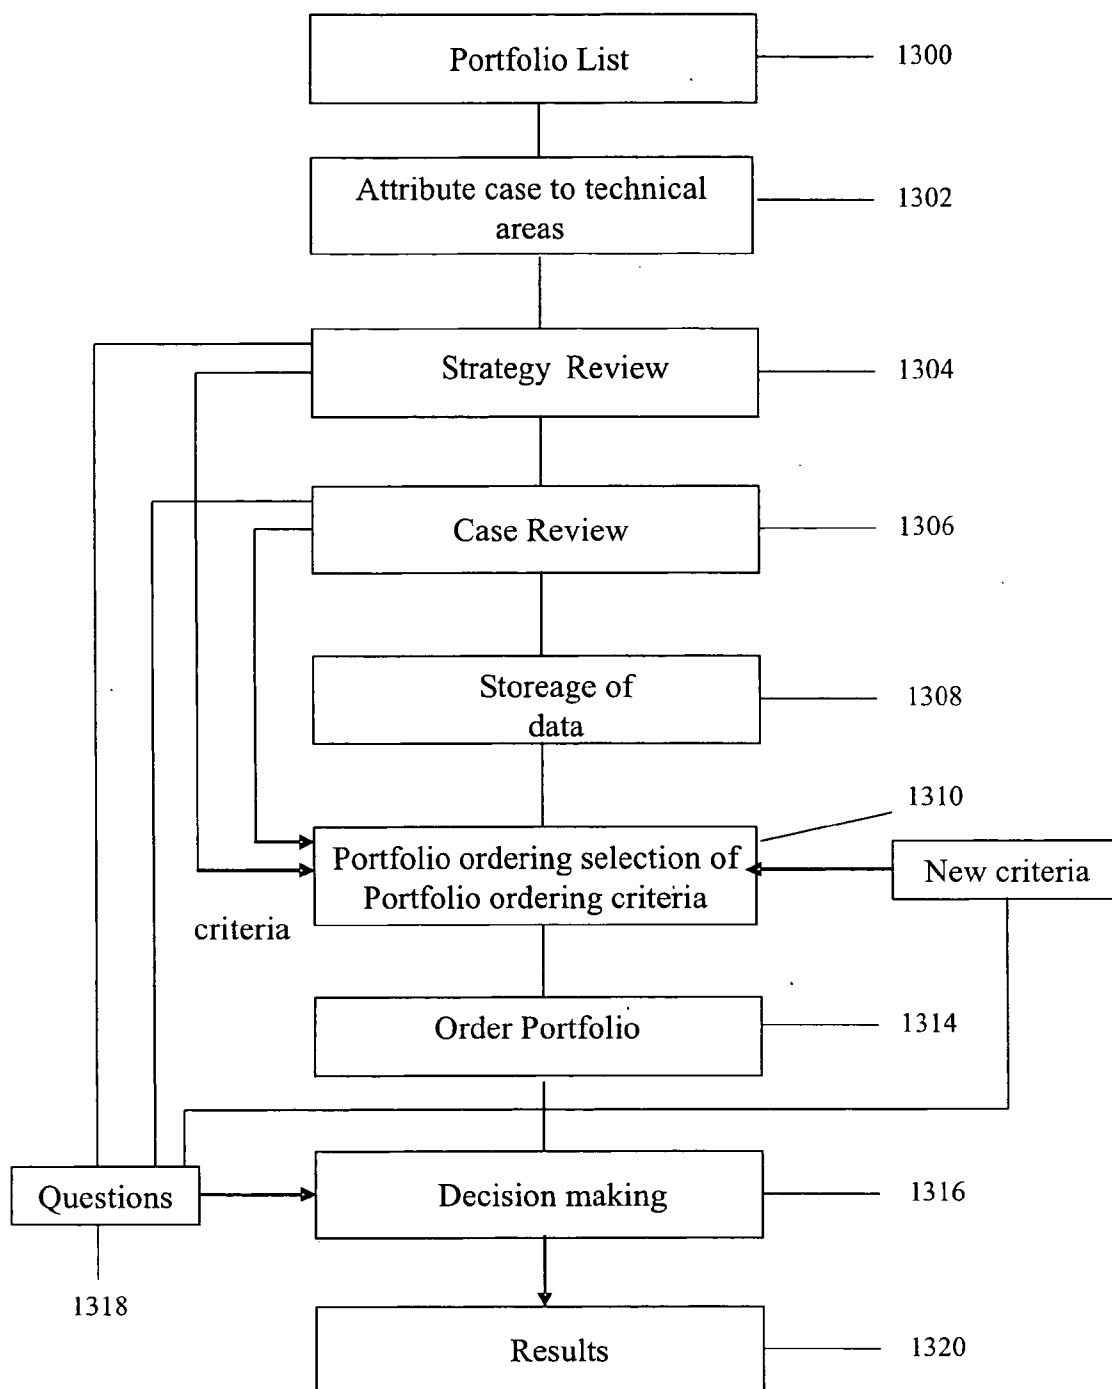 Portfolio List
1300
Attribute case to technical
areas
1302
Strategy Review
1304
Case Review
1306
Storeage of
data
1308
1310
Portfolio ordering selection of
Portfolio ordering criteria
New criteria
criteria
Order Portfolio
1314
Questions
Decision making
1316
1318
Results
1320